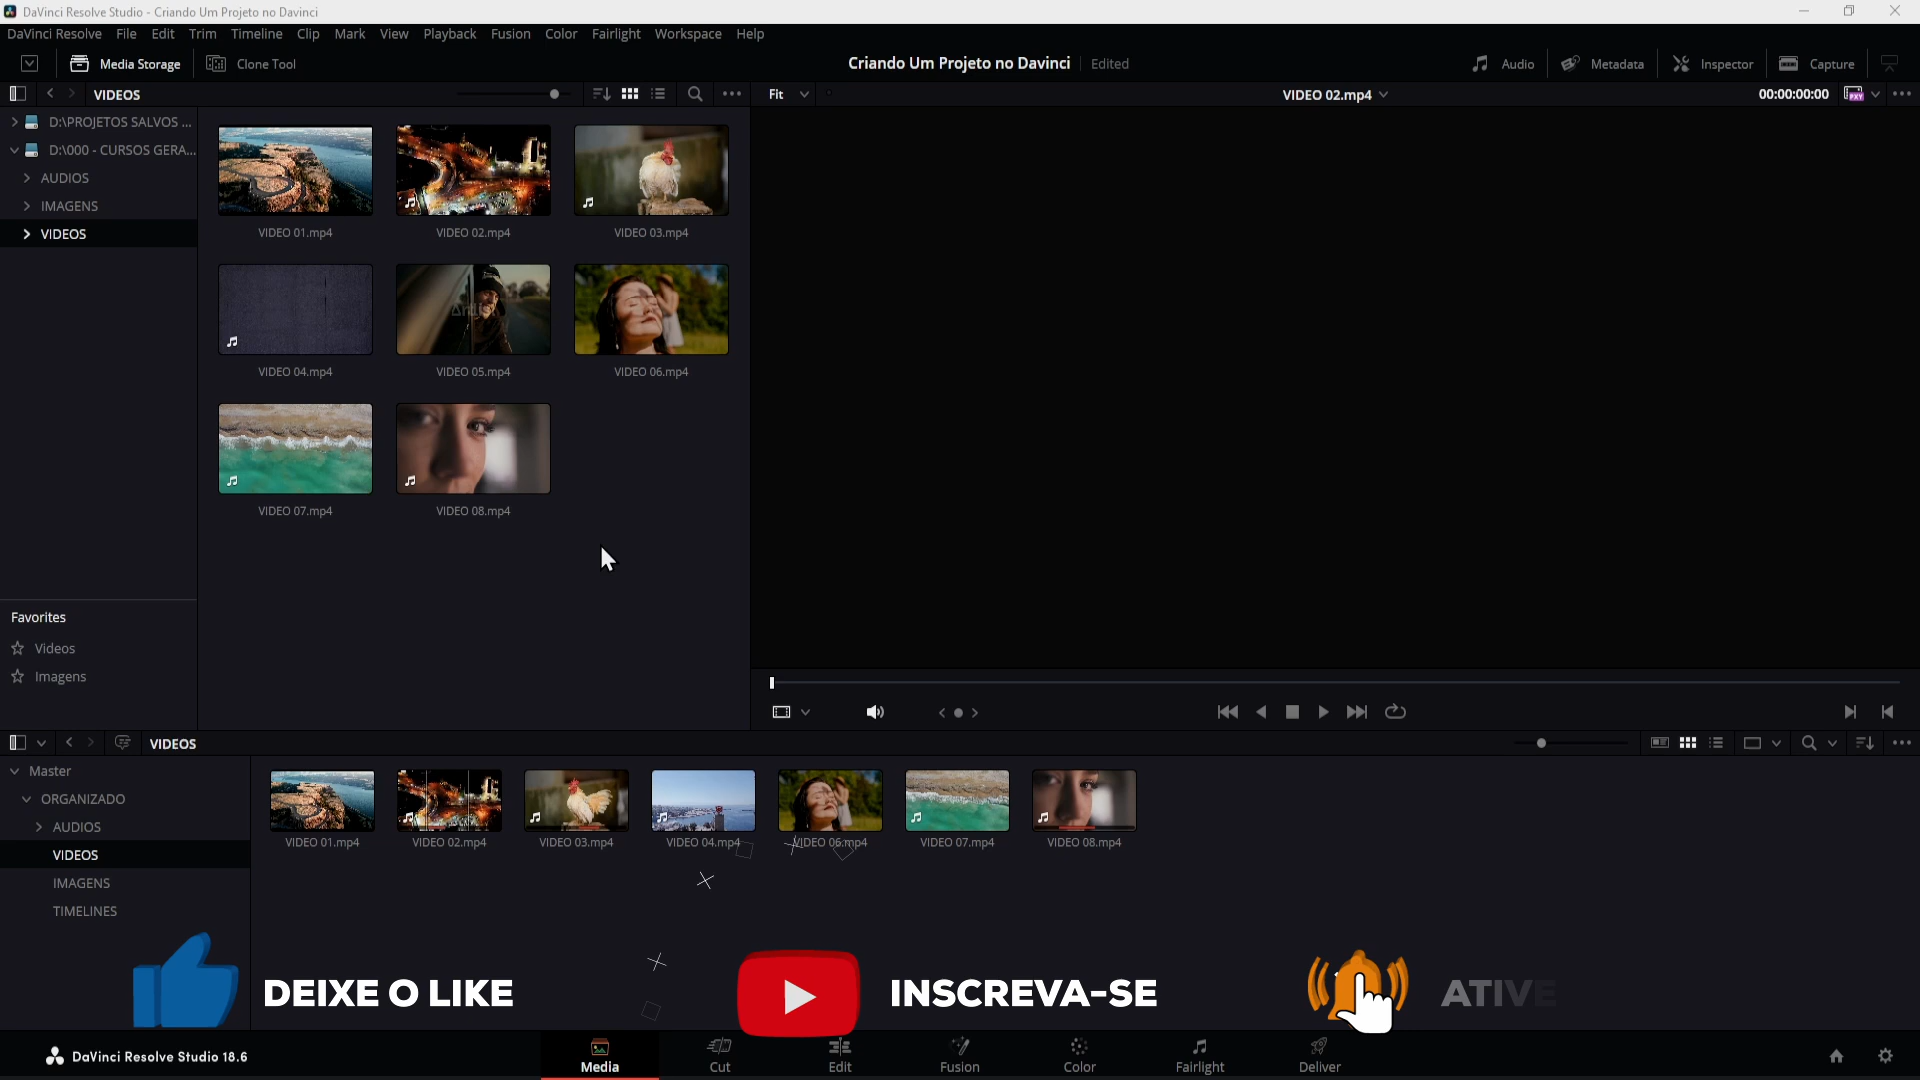 DaVinci Resolve Studio - Criando Um Projeto no Davinci
DaVinci Resolve File Edit Trim Timeline Clip Mark View Playback Fusion Color Fairlight Workspace Help
Media Storage Clone Tool Criando Um Projeto no Davinci Edited Audio Metadata Inspector Capture
VIDEOS Fit VIDEO 02.mp4 00:00:00:00 PXY
D:\PROJETOS SALVOS ...
D:\000 - CURSOS GERA...
AUDIOS
IMAGENS
VIDEOS
VIDEO 01.mp4 VIDEO 02.mp4 VIDEO 03.mp4
VIDEO 04.mp4 VIDEO 05.mp4 VIDEO 06.mp4
VIDEO 07.mp4 VIDEO 08.mp4
Favorites
Videos
Imagens
VIDEOS
Master
ORGANIZADO
AUDIOS
VIDEOS
IMAGENS
TIMELINES
VIDEO 01.mp4 VIDEO 02.mp4 VIDEO 03.mp4 VIDEO 04.mp4 VIDEO 06.mp4 VIDEO 07.mp4 VIDEO 08.mp4
DEIXE O LIKE INSCREVA-SE ATIVE
DaVinci Resolve Studio 18.6
Media Cut Edit Fusion Color Fairlight Deliver